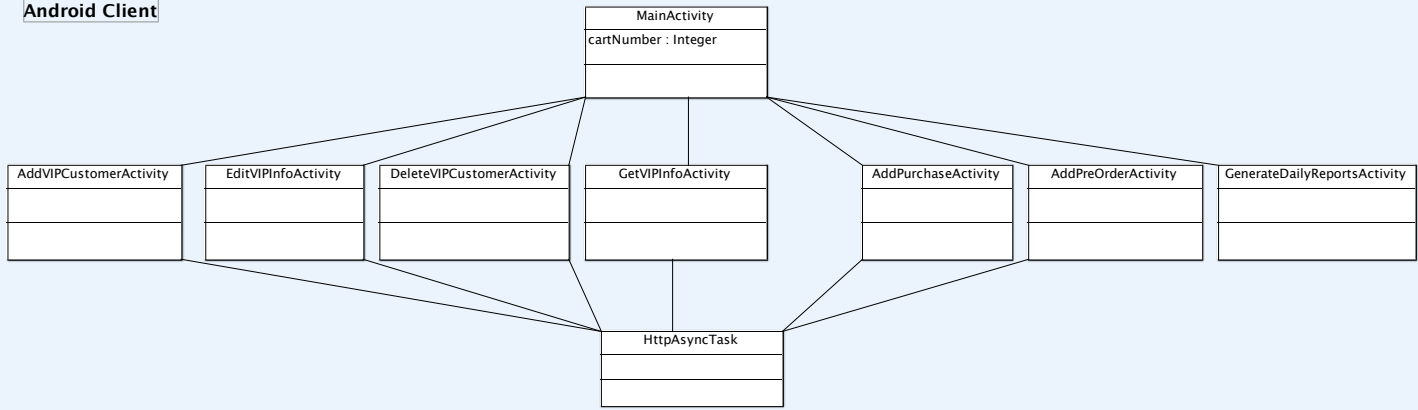 Android Client
MainActivity
cartNumber : Integer
AddVIPCustomerActivity
EditVIPInfoActivity
DeleteVIPCustomerActivity
GetVIPInfoActivity
AddPurchaseActivity
AddPreOrderActivity
GenerateDailyReportsActivity
HttpAsyncTask